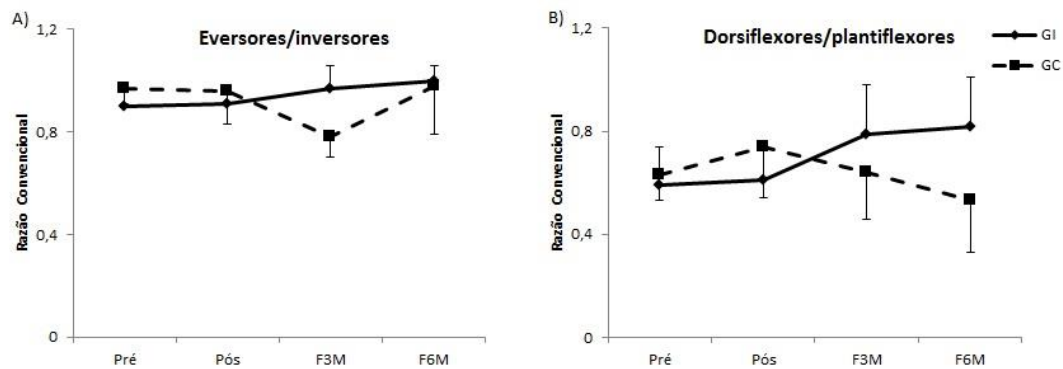 A)
Eversores/inversores
1,2
0,8
0,4
0
Razão Convencional
Pré Pós F3M F6M
B)
Dorsiflexores/plantiflexores
GI
GC
1,2
0,8
0,4
0
Razão Convencional
Pré Pós F3M F6M